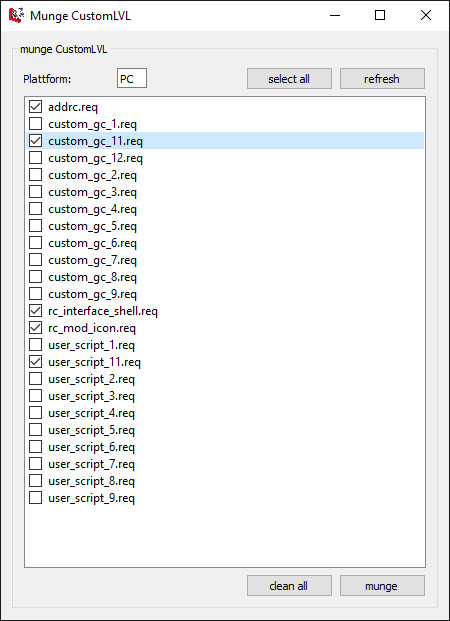 Munge CustomLVL
munge CustomLVL
Plattform: PC select all refresh
addrc.req
custom_gc_1.req
custom_gc_11.req
custom_gc_12.req
custom_gc_2.req
custom_gc_3.req
custom_gc_4.req
custom_gc_5.req
custom_gc_6.req
custom_gc_7.req
custom_gc_8.req
custom_gc_9.req
rc_interface_shell.req
rc_mod_icon.req
user_script_1.req
user_script_11.req
user_script_2.req
user_script_3.req
user_script_4.req
user_script_5.req
user_script_6.req
user_script_7.req
user_script_8.req
user_script_9.req
clean all munge